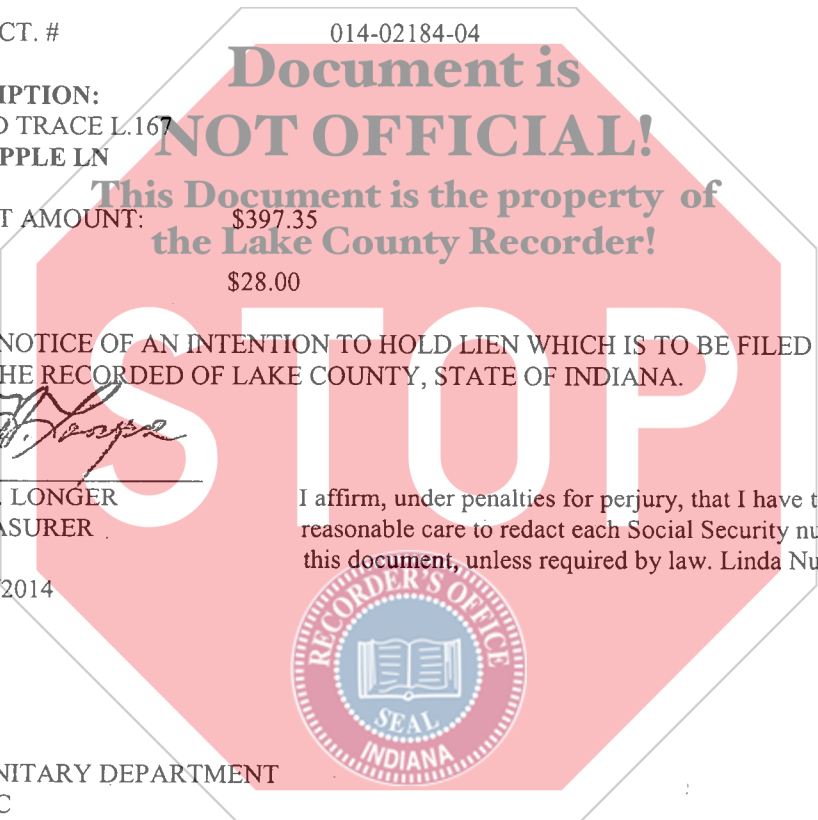 CT. # 014-02184-04
Document is
IPTION:
NOT OFFICIAL!
D TRACE L.167
PPLE LN
This Document is the property of
T AMOUNT: $397.35
the Lake County Recorder!
$28.00
STOP
NOTICE OF AN INTENTION TO HOLD LIEN WHICH IS TO BE FILED
HE RECORDED OF LAKE COUNTY, STATE OF INDIANA.
. LONGER
ASURER
I affirm, under penalties for perjury, that I have t
reasonable care to redact each Social Security nu
this document, unless required by law. Linda Nu
2014
RECORDER'S OFFICE
SEAL
INDIANA
NITARY DEPARTMENT
C